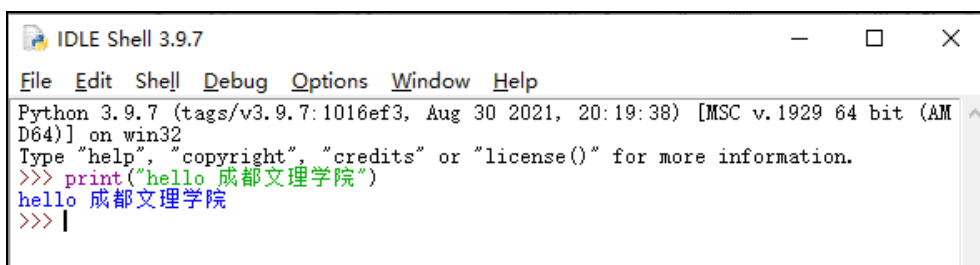 IDLE Shell 3.9.7
File Edit Shell Debug Options Window Help
Python 3.9.7 (tags/v3.9.7:1016ef3, Aug 30 2021, 20:19:38) [MSC v.1929 64 bit (AM
D64)] on win32
Type "help", "copyright", "credits" or "license()" for more information.
>>> print("hello 成都文理学院")
hello 成都文理学院
>>>